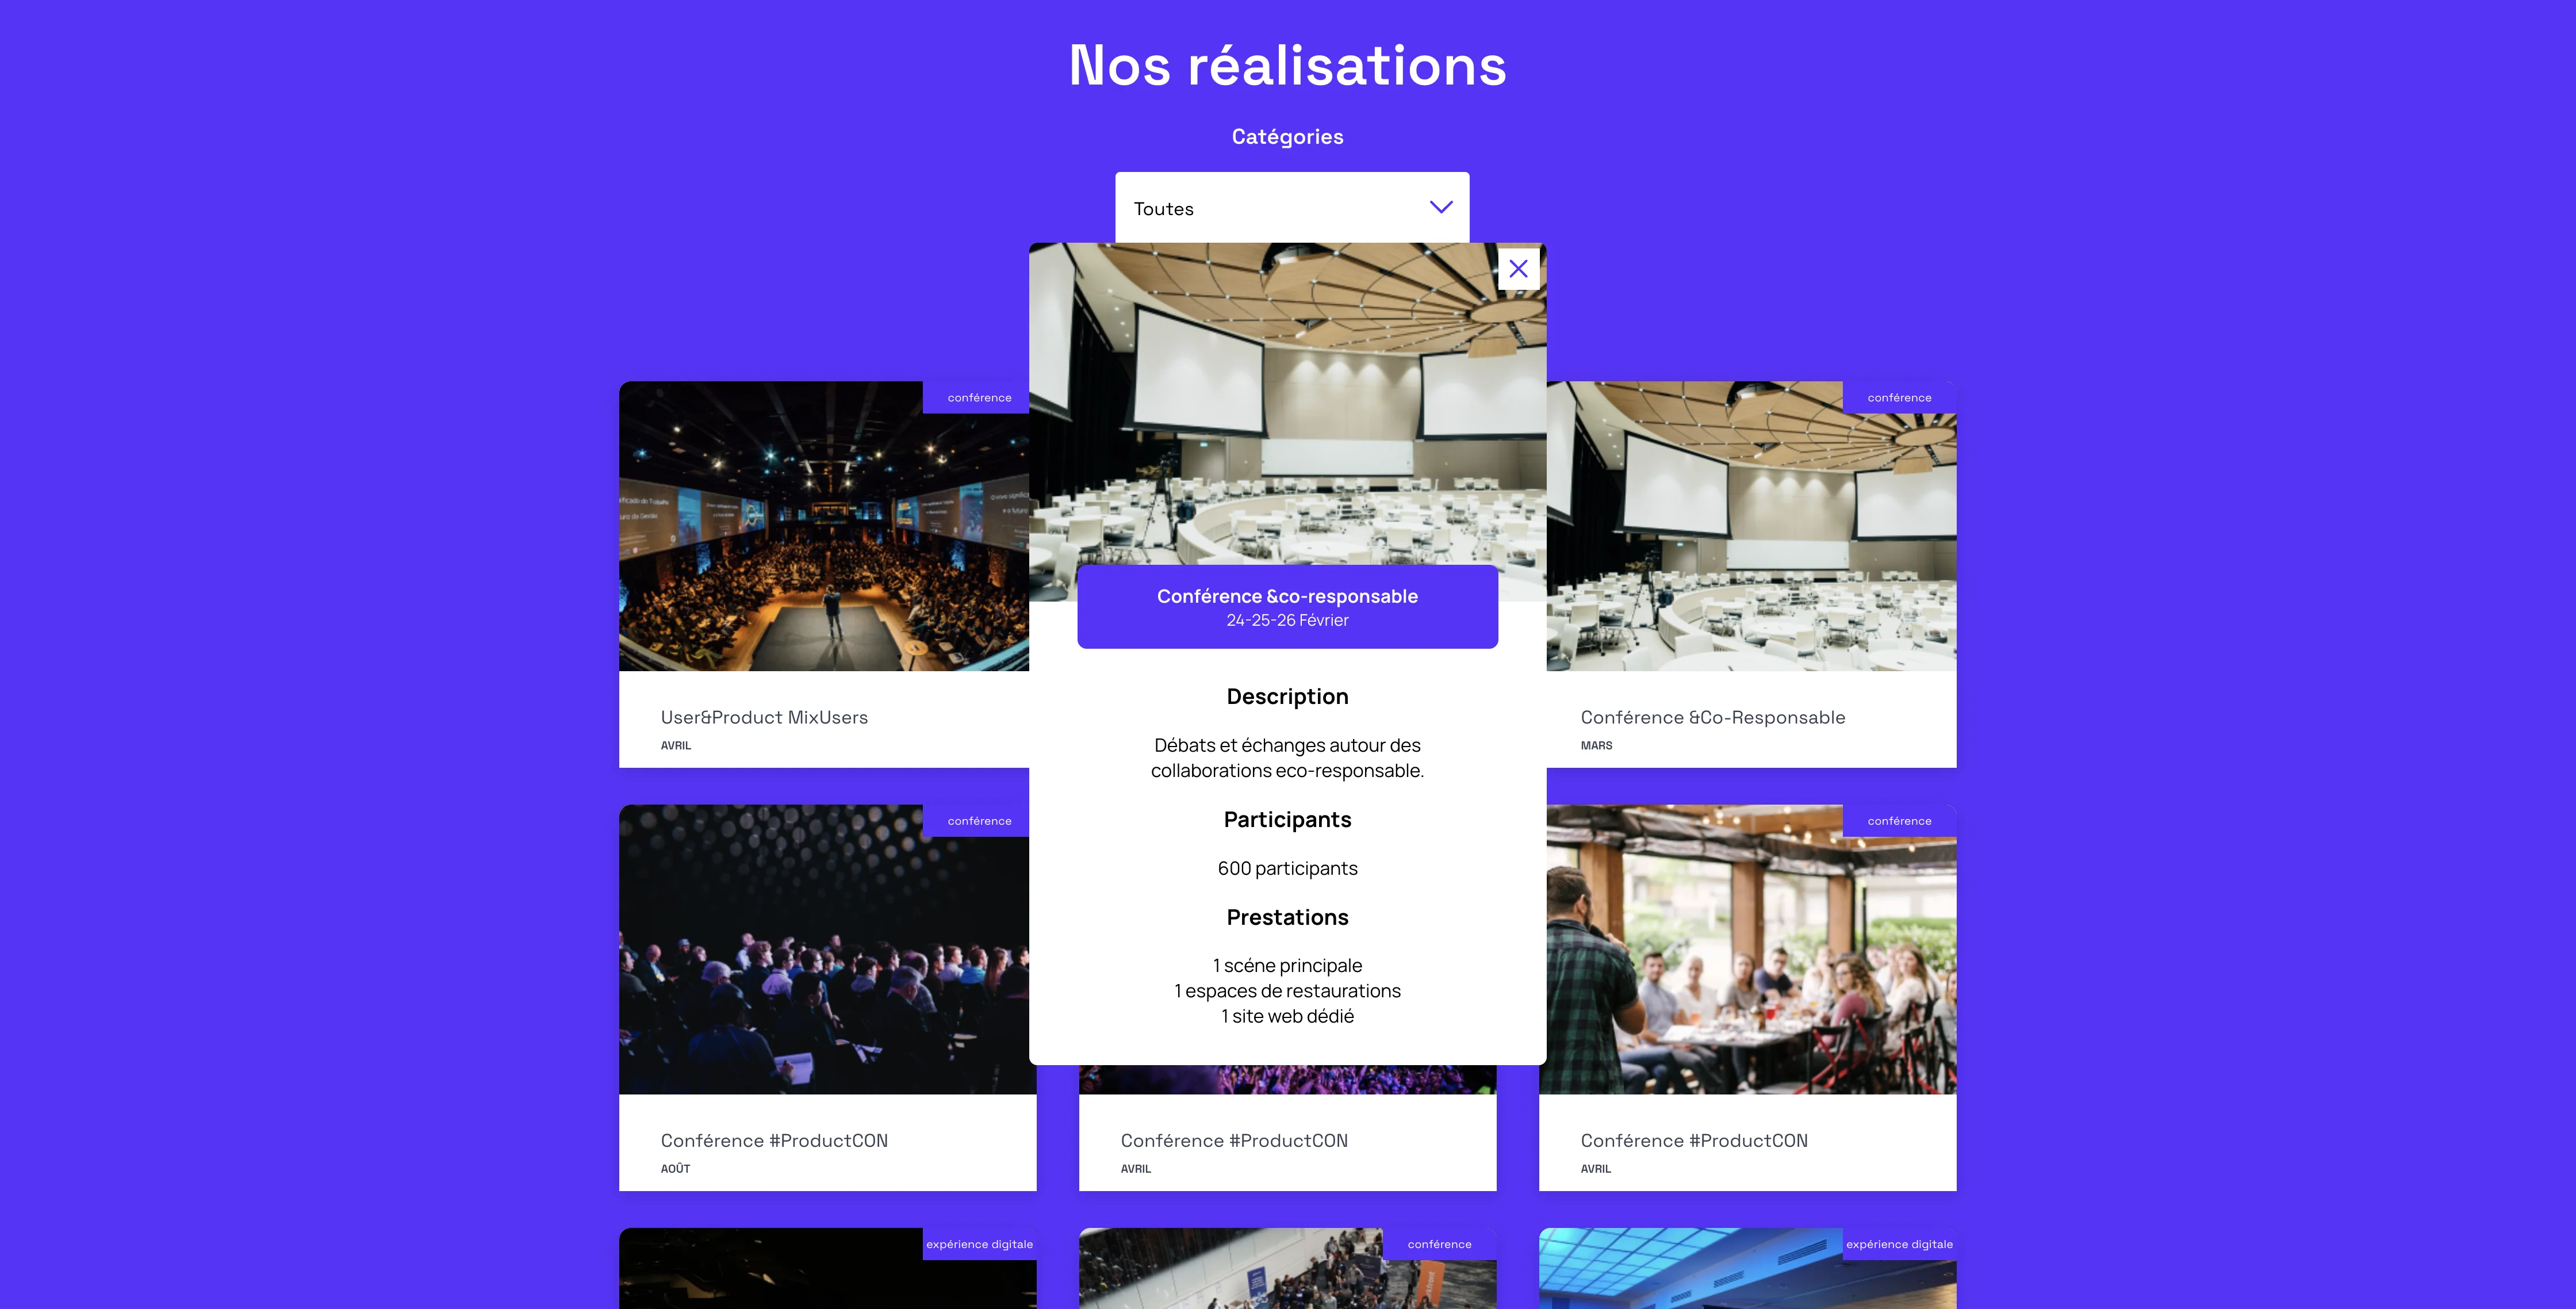 Nos réalisations
Catégories
Toutes
conférence
User&Product MixUsers
AVRIL
Conférence &co-responsable
24-25-26 Février
Description
Débats et échanges autour des
collaborations eco-responsable.
Participants
600 participants
Prestations
1 scéne principale
1 espaces de restaurations
1 site web dédié
conférence
Conférence &Co-Responsable
MARS
conférence
Conférence #ProductCON
AOÛT
Conférence #ProductCON
AVRIL
conférence
Conférence #ProductCON
AVRIL
expérience digitale
conférence
expérience digitale